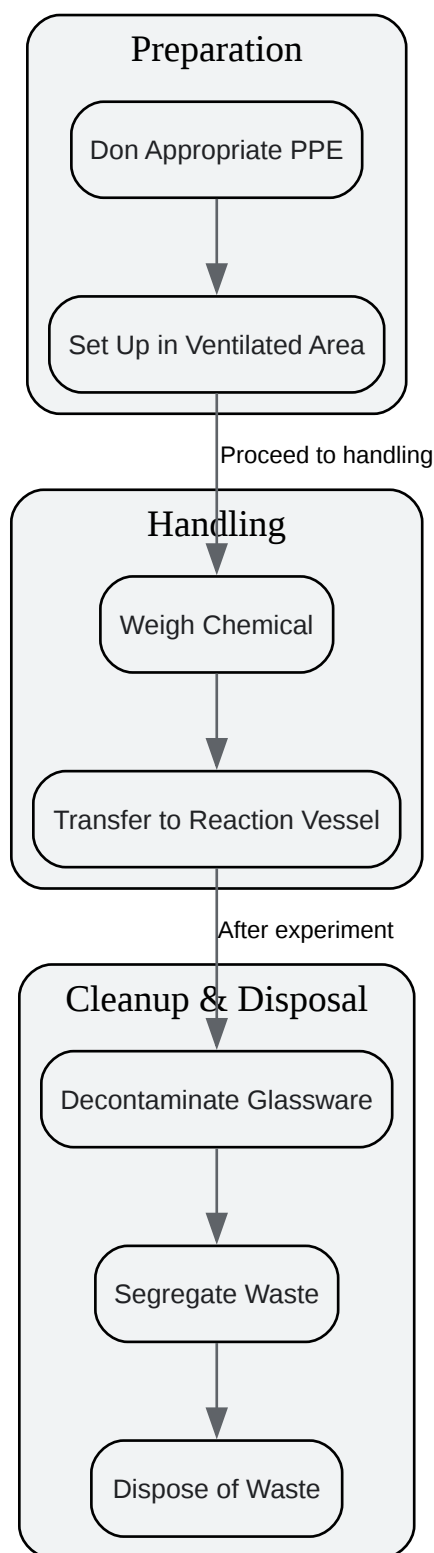 Preparation
Don Appropriate PPE
Set Up in Ventilated Area
Proceed to handling
Handling
Weigh Chemical
Transfer to Reaction Vessel
After experiment
Cleanup & Disposal
Decontaminate Glassware
Segregate Waste
Dispose of Waste